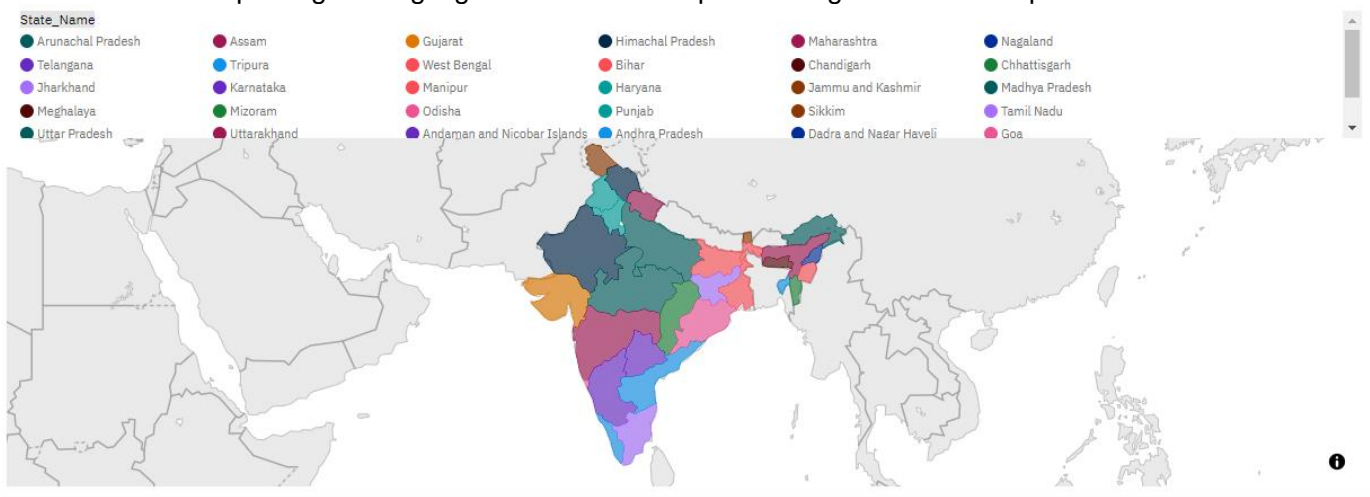 State_Name
Arunachal Pradesh Assam Gujarat Himachal Pradesh Maharashtra Nagaland
Telangana Tripura West Bengal Bihar Chandigarh Chhattisgarh
Jharkhand Karnataka Manipur Haryana Jammu and Kashmir Madhya Pradesh
Meghalaya Mizoram Odisha Punjab Sikkim Tamil Nadu
Uttar Pradesh Uttarakhand Andaman and Nicobar Islands Andhra Pradesh Dadra and Nagar Haveli Goa